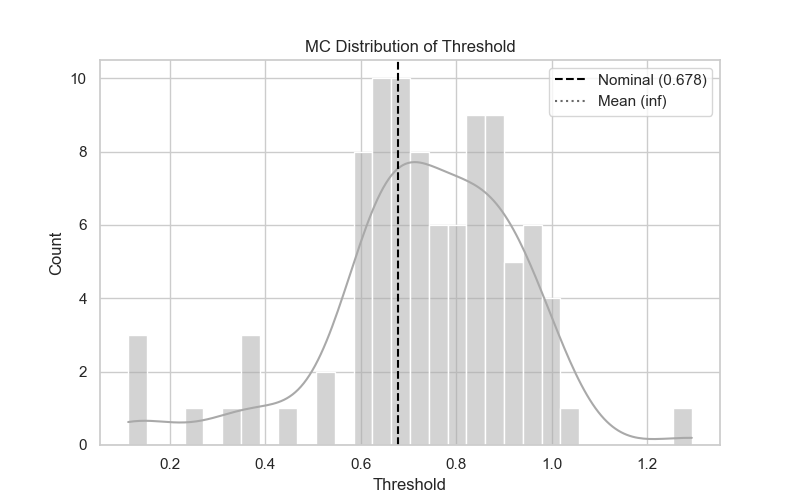 MC Distribution of Threshold
Nominal (0.678)
Mean (inf)
10
8
6
4
2
0
Count
0.2
0.4
0.6
0.8
1.0
1.2
Threshold